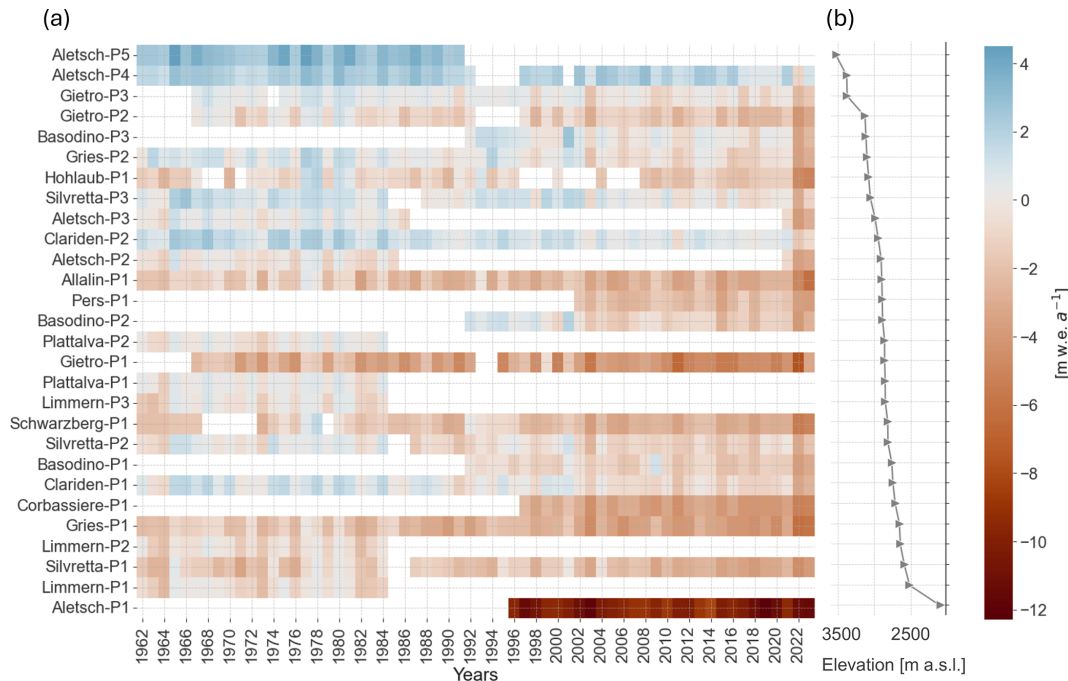 (a)
(b)
Aletsch-P5
Aletsch-P4
Gietro-P3
Gietro-P2
Basodino-P3
Gries-P2
Hohlaub-P1
Silvretta-P3
Aletsch-P3
Clariden-P2
Aletsch-P2
Allalin-P1
Pers-P1
Basodino-P2
Plattalva-P2
Gietro-P1
Plattalva-P1
Limmern-P3
Schwarzberg-P1
Silvretta-P2
Basodino-P1
Clariden-P1
Corbassiere-P1
Gries-P1
Limmern-P2
Silvretta-P1
Limmern-P1
Aletsch-P1
1962
1964
1966
1968
1970
1972
1974
1976
1978
1980
1982
1984
1986
1988
1990
1992
1994
1996
1998
2000
2002
2004
2006
2008
2010
2012
2014
2016
2018
2020
2022
Years
3500
2500
Elevation [m a.s.l.]
4
2
0
−2
−4
−6
−8
−10
−12
[m w.e. a⁻¹]